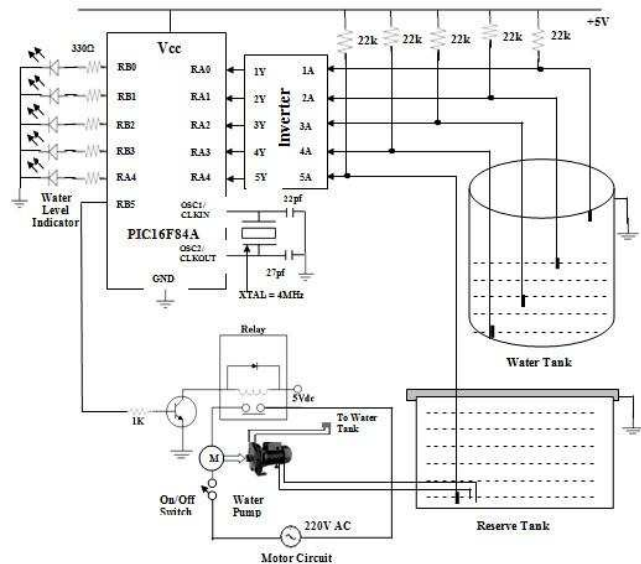 +5V
22k
22k
22k
22k
22k
330Ω
Vcc
RB0
RB1
RB2
RB3
RA4
RB5
RA0
RA1
RA2
RA3
RA4
1Y
2Y
3Y
4Y
5Y
Inverter
1A
2A
3A
4A
5A
Water
Level
Indicator
OSC1/
CLKIN
22pf
PIC16F84A
OSC2/
CLKOUT
27pf
GND
XTAL = 4MHz
Water Tank
Relay
5Vdc
1K
To Water
Tank
M
On/Off
Switch
Water
Pump
220V AC
Motor Circuit
Reserve Tank